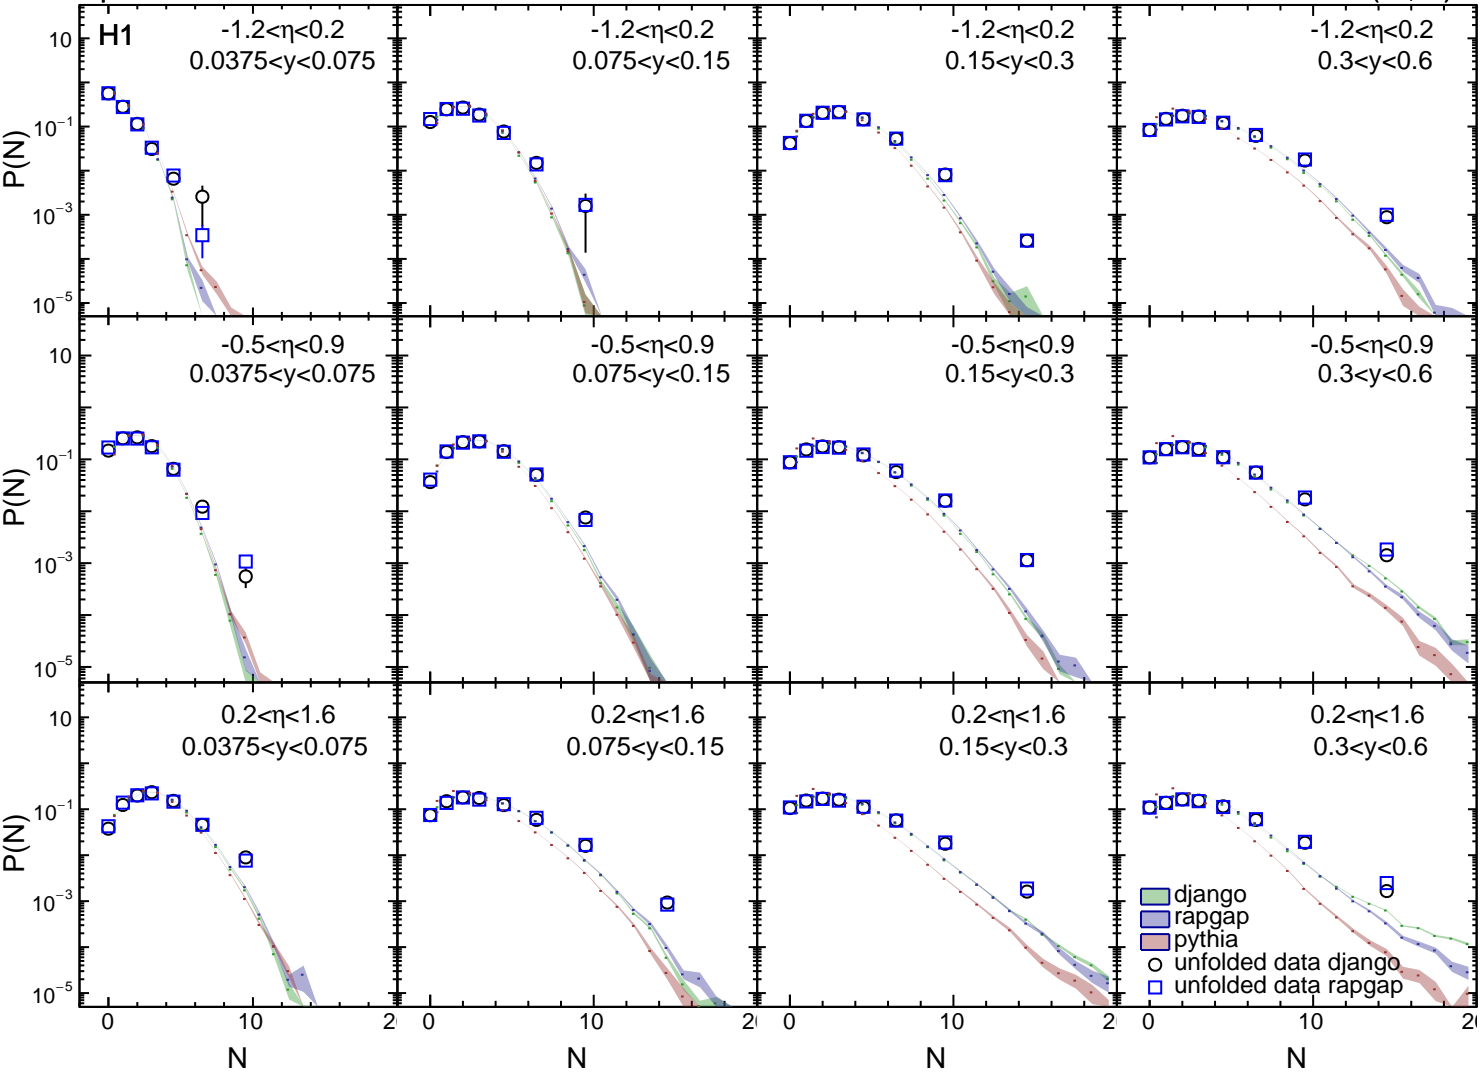 H1
-1.2<η<0.2
0.0375<y<0.075
-1.2<η<0.2
0.075<y<0.15
-1.2<η<0.2
0.15<y<0.3
-1.2<η<0.2
0.3<y<0.6
P(N)
10
10⁻¹
10⁻³
10⁻⁵
-0.5<η<0.9
0.0375<y<0.075
-0.5<η<0.9
0.075<y<0.15
-0.5<η<0.9
0.15<y<0.3
-0.5<η<0.9
0.3<y<0.6
P(N)
10
10⁻¹
10⁻³
10⁻⁵
0.2<η<1.6
0.0375<y<0.075
0.2<η<1.6
0.075<y<0.15
0.2<η<1.6
0.15<y<0.3
0.2<η<1.6
0.3<y<0.6
P(N)
10
10⁻¹
10⁻³
10⁻⁵
django
rapgap
pythia
unfolded data django
unfolded data rapgap
0 10 2
0 10 2
0 10 2
0 10 2
N N N N